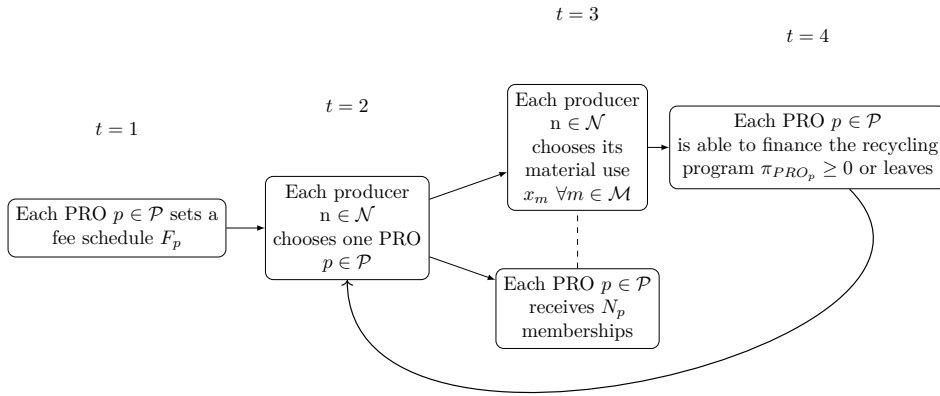 t = 1
Each PRO p ∈ 𝒫 sets a
fee schedule F_p
t = 2
Each producer
n ∈ 𝒩
chooses one PRO
p ∈ 𝒫
t = 3
Each producer
n ∈ 𝒩
chooses its
material use
x_m ∀m ∈ ℳ
Each PRO p ∈ 𝒫
receives N_p
memberships
t = 4
Each PRO p ∈ 𝒫
is able to finance the recycling
program π_{PRO_p} ≥ 0 or leaves